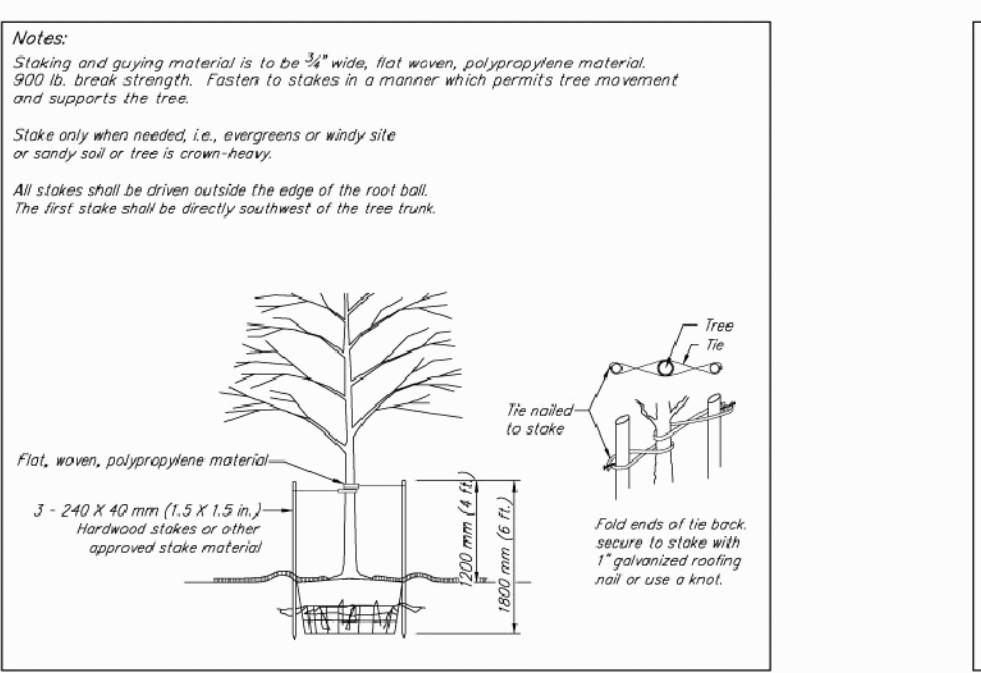 Notes:
Staking and guying material is to be 3/4" wide, flat woven, polypropylene material.
900 lb. break strength. Fasten to stakes in a manner which permits tree movement
and supports the tree.
Stake only when needed, i.e., evergreens or windy site
or sandy soil or tree is crown-heavy.
All stakes shall be driven outside the edge of the root ball.
The first stake shall be directly southwest of the tree trunk.
Tree
Tie
Tie nailed
to stake
Flat, woven, polypropylene material
3 - 240 X 40 mm (1.5 X 1.5 in.)
Hardwood stakes or other
approved stake material
1200 mm (4 ft.)
1800 mm (6 ft.)
Fold ends of tie back.
secure to stake with
1" galvanized roofing
nail or use a knot.